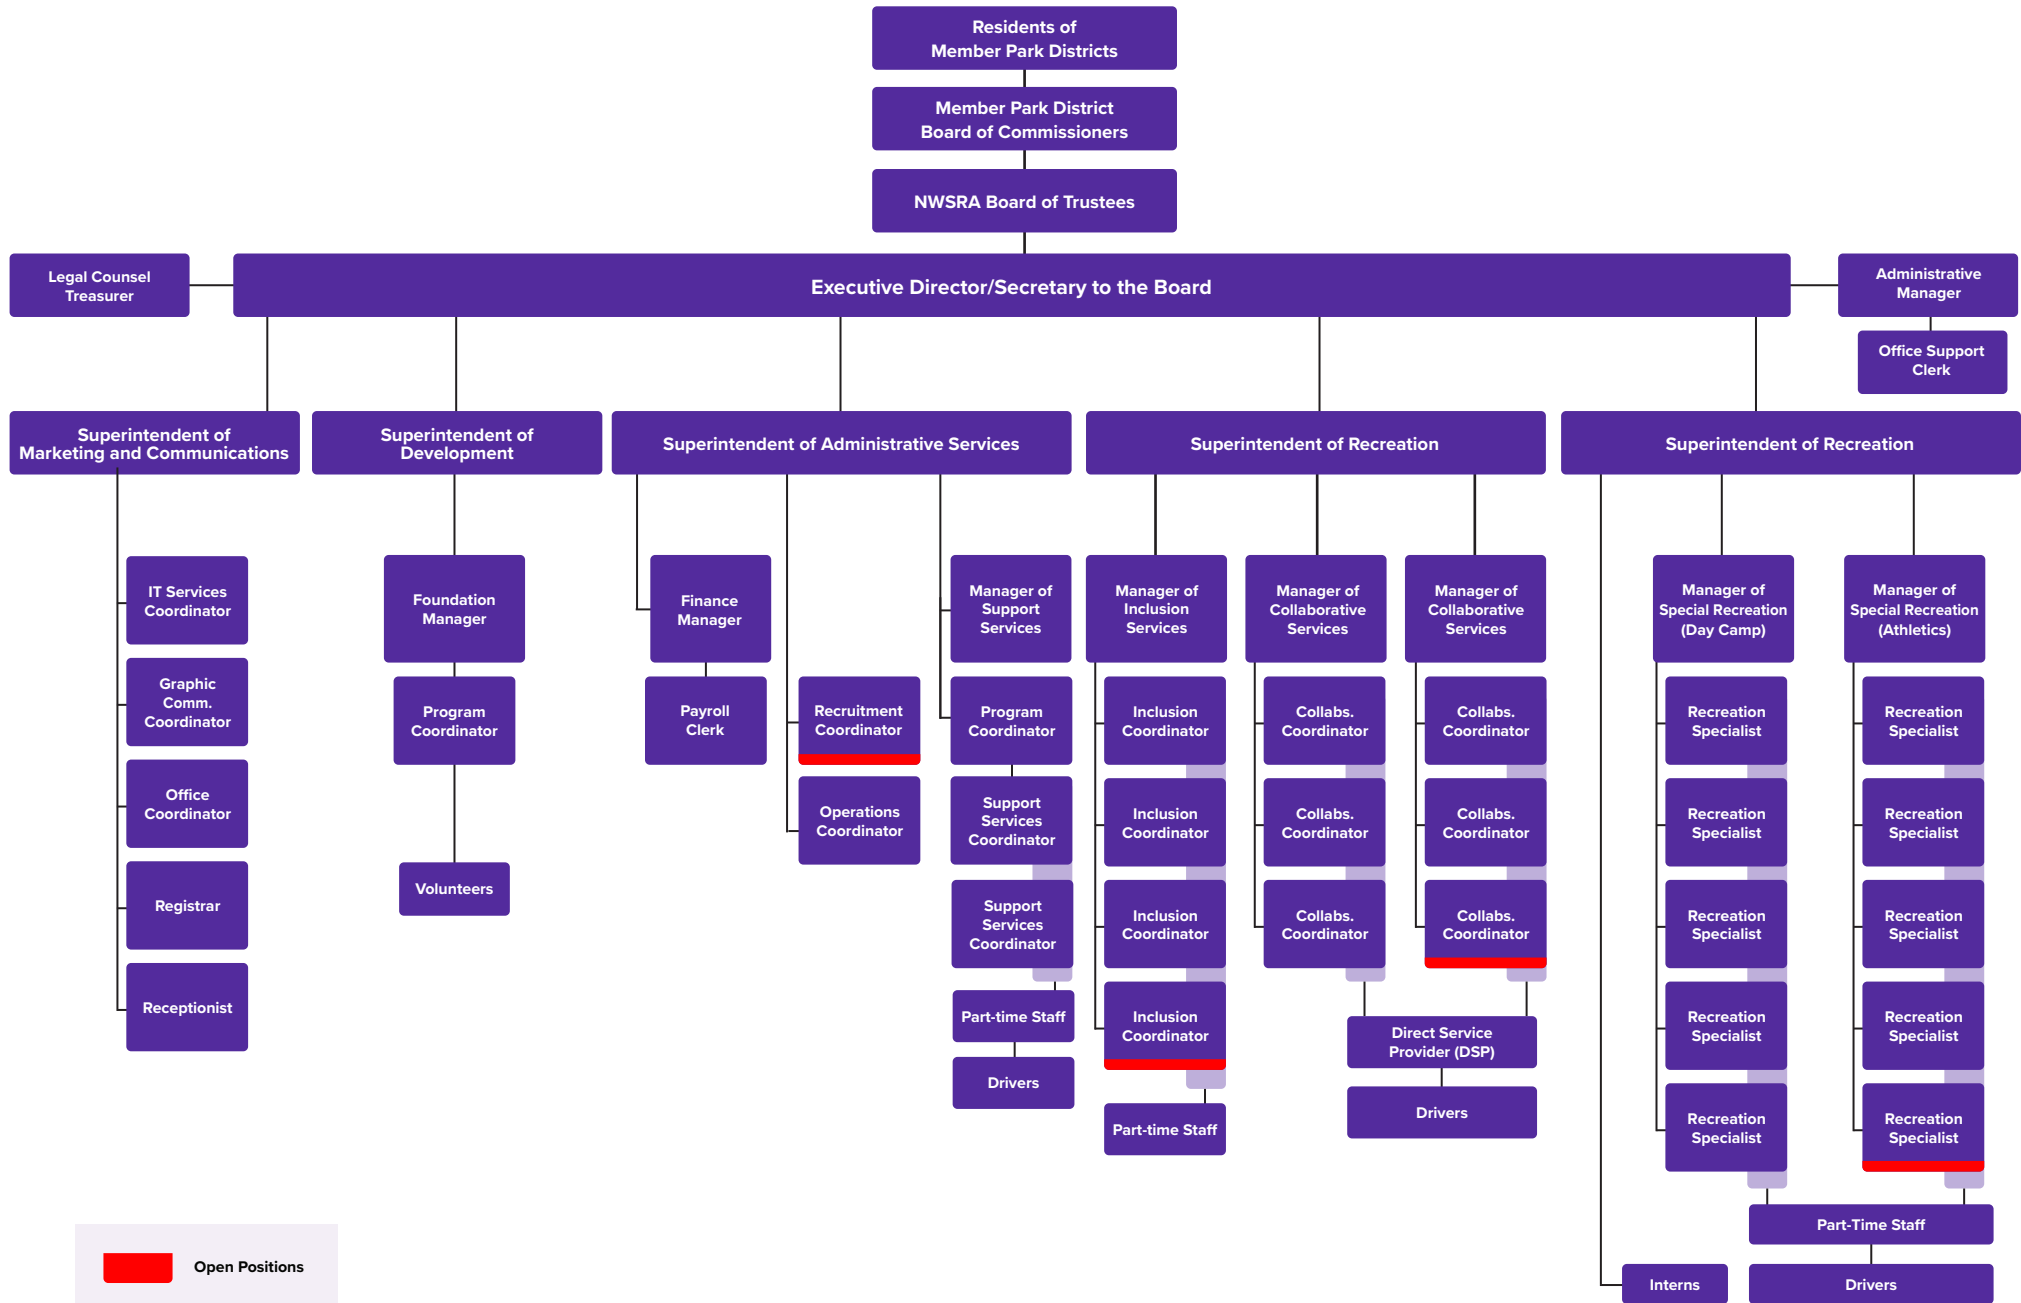 Residents of
Member Park Districts
Member Park District
Board of Commissioners
NWSRA Board of Trustees
Legal Counsel
Treasurer
Executive Director/Secretary to the Board
Administrative
Manager
Office Support
Clerk
Superintendent of
Marketing and Communications
Superintendent of
Development
Superintendent of Administrative Services
Superintendent of Recreation
Superintendent of Recreation
IT Services
Coordinator
Graphic
Comm.
Coordinator
Office
Coordinator
Registrar
Receptionist
Foundation
Manager
Program
Coordinator
Volunteers
Finance
Manager
Payroll
Clerk
Recruitment
Coordinator
Operations
Coordinator
Manager of
Support
Services
Program
Coordinator
Support
Services
Coordinator
Support
Services
Coordinator
Part-time Staff
Drivers
Manager of
Inclusion
Services
Inclusion
Coordinator
Inclusion
Coordinator
Inclusion
Coordinator
Inclusion
Coordinator
Part-time Staff
Manager of
Collaborative
Services
Collabs.
Coordinator
Collabs.
Coordinator
Collabs.
Coordinator
Manager of
Collaborative
Services
Collabs.
Coordinator
Collabs.
Coordinator
Collabs.
Coordinator
Direct Service
Provider (DSP)
Drivers
Manager of
Special Recreation
(Day Camp)
Recreation
Specialist
Recreation
Specialist
Recreation
Specialist
Recreation
Specialist
Recreation
Specialist
Manager of
Special Recreation
(Athletics)
Recreation
Specialist
Recreation
Specialist
Recreation
Specialist
Recreation
Specialist
Recreation
Specialist
Part-Time Staff
Interns
Drivers
Open Positions